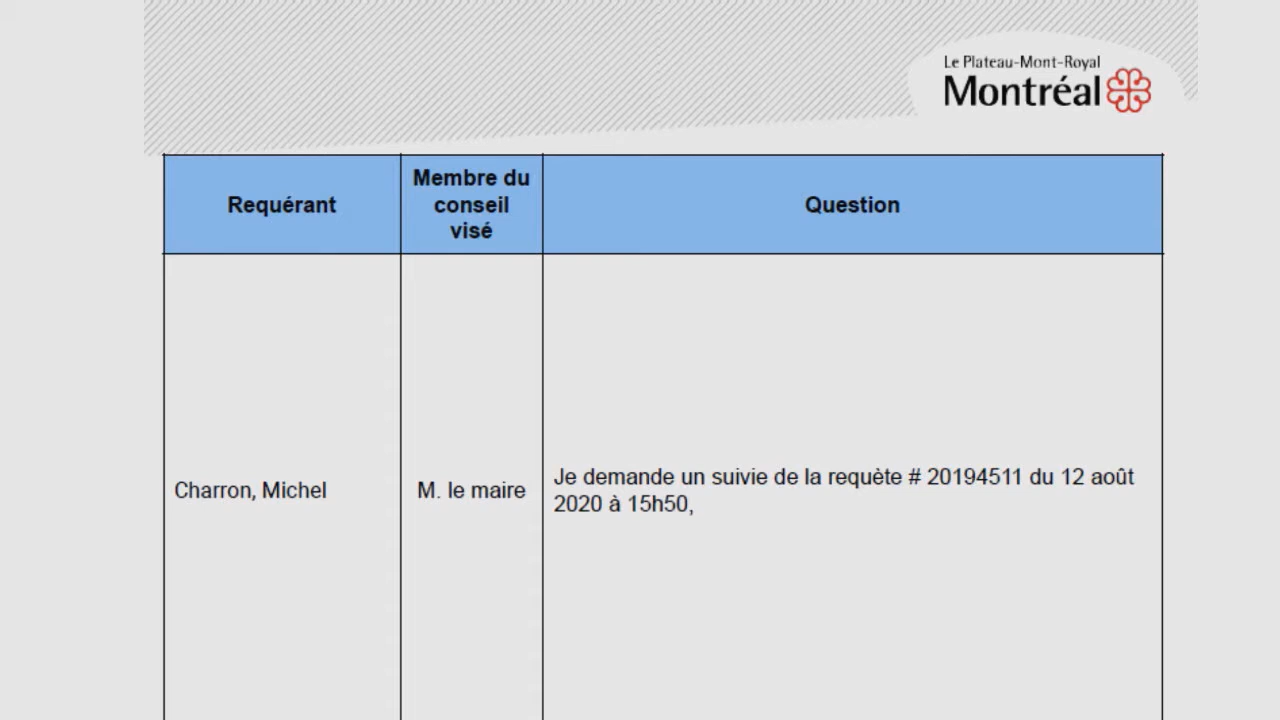 Le Plateau-Mont-Royal
Montréal
Requérant
Membre du
conseil
visé
Question
Charron, Michel
M. le maire
Je demande un suivie de la requète # 20194511 du 12 août
2020 à 15h50,